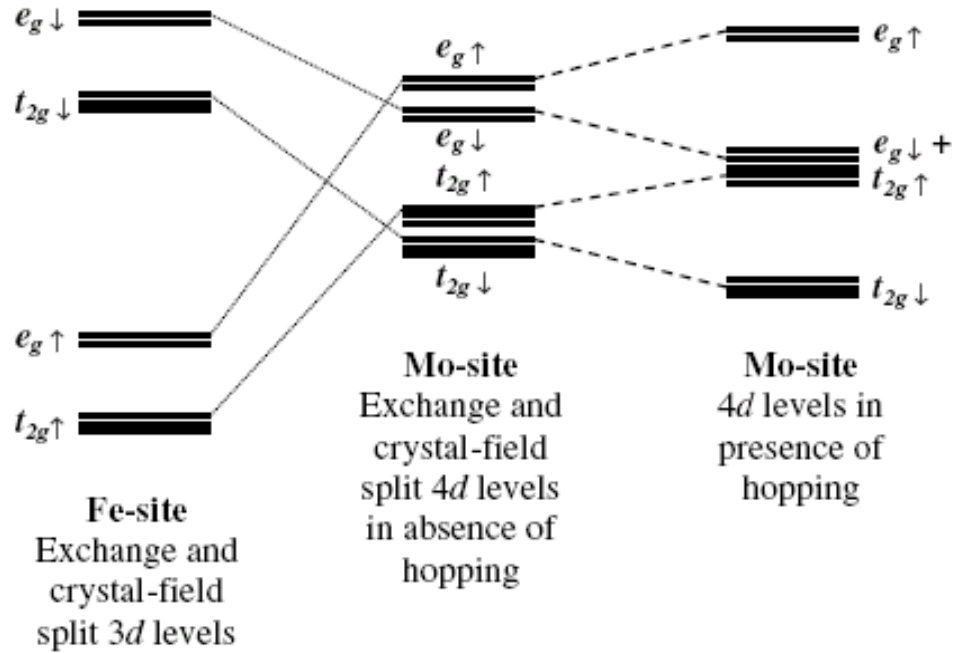 e_g↓
t_2g↓
e_g↑
t_2g↑
Fe-site
Exchange and
crystal-field
split 3d levels
e_g↑
e_g↓
t_2g↑
t_2g↓
Mo-site
Exchange and
crystal-field
split 4d levels
in absence of
hopping
e_g↑
e_g↓ +
t_2g↑
t_2g↓
Mo-site
4d levels in
presence of
hopping